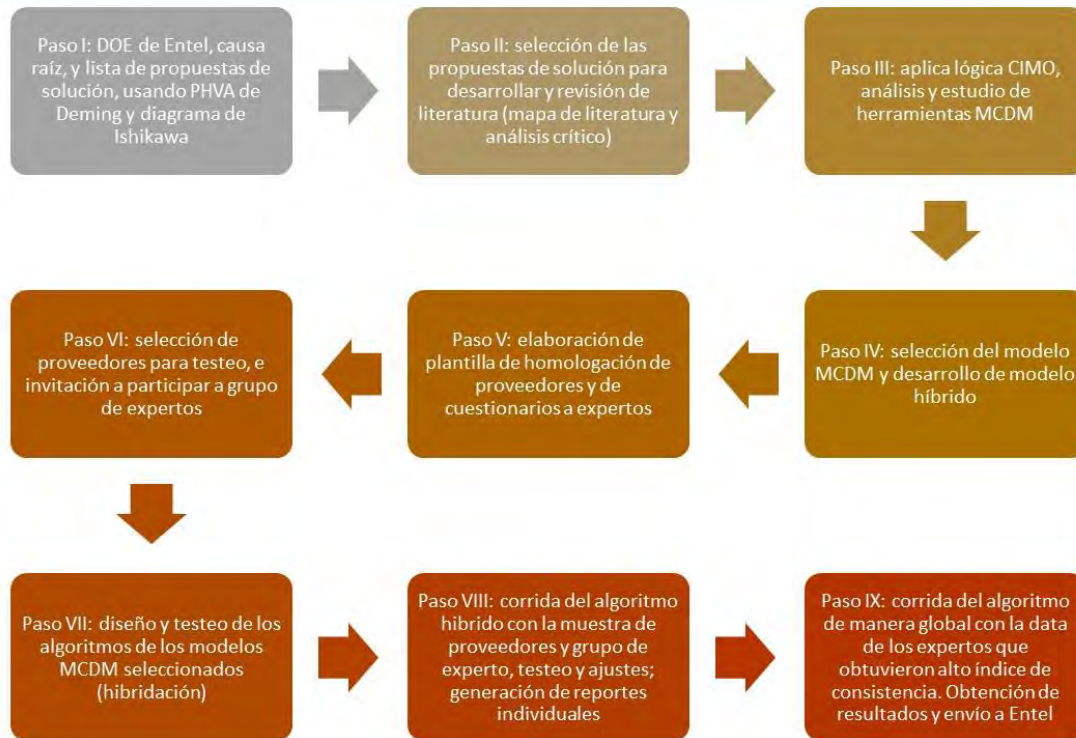 Paso I: DOE de Entel, causa
raíz, y lista de propuestas de
solución, usando PHVA de
Deming y diagrama de
Ishikawa
Paso II: selección de las
propuestas de solución para
desarrollar y revisión de
literatura (mapa de literatura y
análisis crítico)
Paso III: aplica lógica CIMO,
análisis y estudio de
herramientas MCDM
Paso IV: selección del modelo
MCDM y desarrollo de modelo
híbrido
Paso V: elaboración de
plantilla de homologación de
proveedores y de
cuestionarios a expertos
Paso VI: selección de
proveedores para testeo, e
invitación a participar a grupo
de expertos
Paso VII: diseño y testeo de los
algoritmos de los modelos
MCDM seleccionados
(hibridación)
Paso VIII: corrida del algoritmo
hibrido con la muestra de
proveedores y grupo de
experto, testeo y ajustes;
generación de reportes
individuales
Paso IX: corrida del algoritmo
de manera global con la data
de los expertos que
obtuvieron alto índice de
consistencia. Obtención de
resultados y envío a Entel